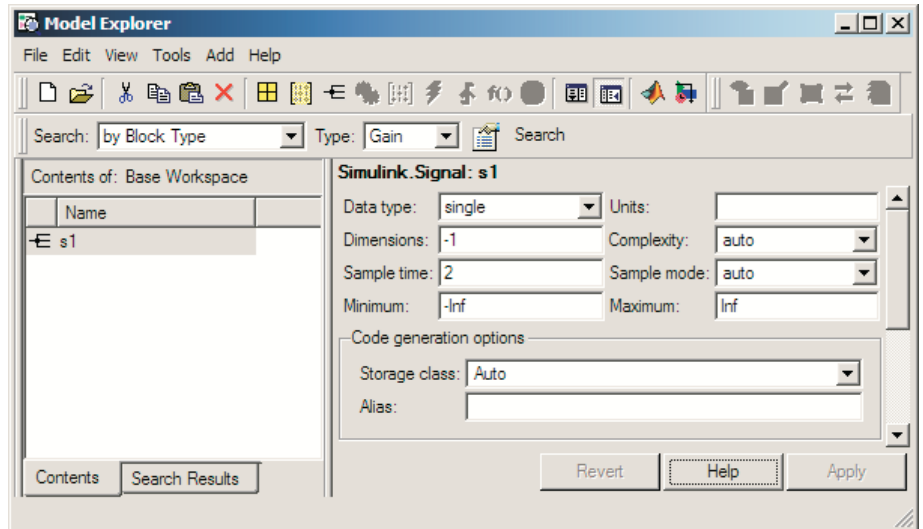 Model Explorer
File Edit View Tools Add Help
f()
Search: by Block Type Type: Gain Search
Contents of: Base Workspace
Name
s1
Simulink.Signal: s1
Data type: single Units:
Dimensions: -1 Complexity: auto
Sample time: 2 Sample mode: auto
Minimum: -Inf Maximum: Inf
Code generation options
Storage class: Auto
Alias:
Revert Help Apply
Contents Search Results